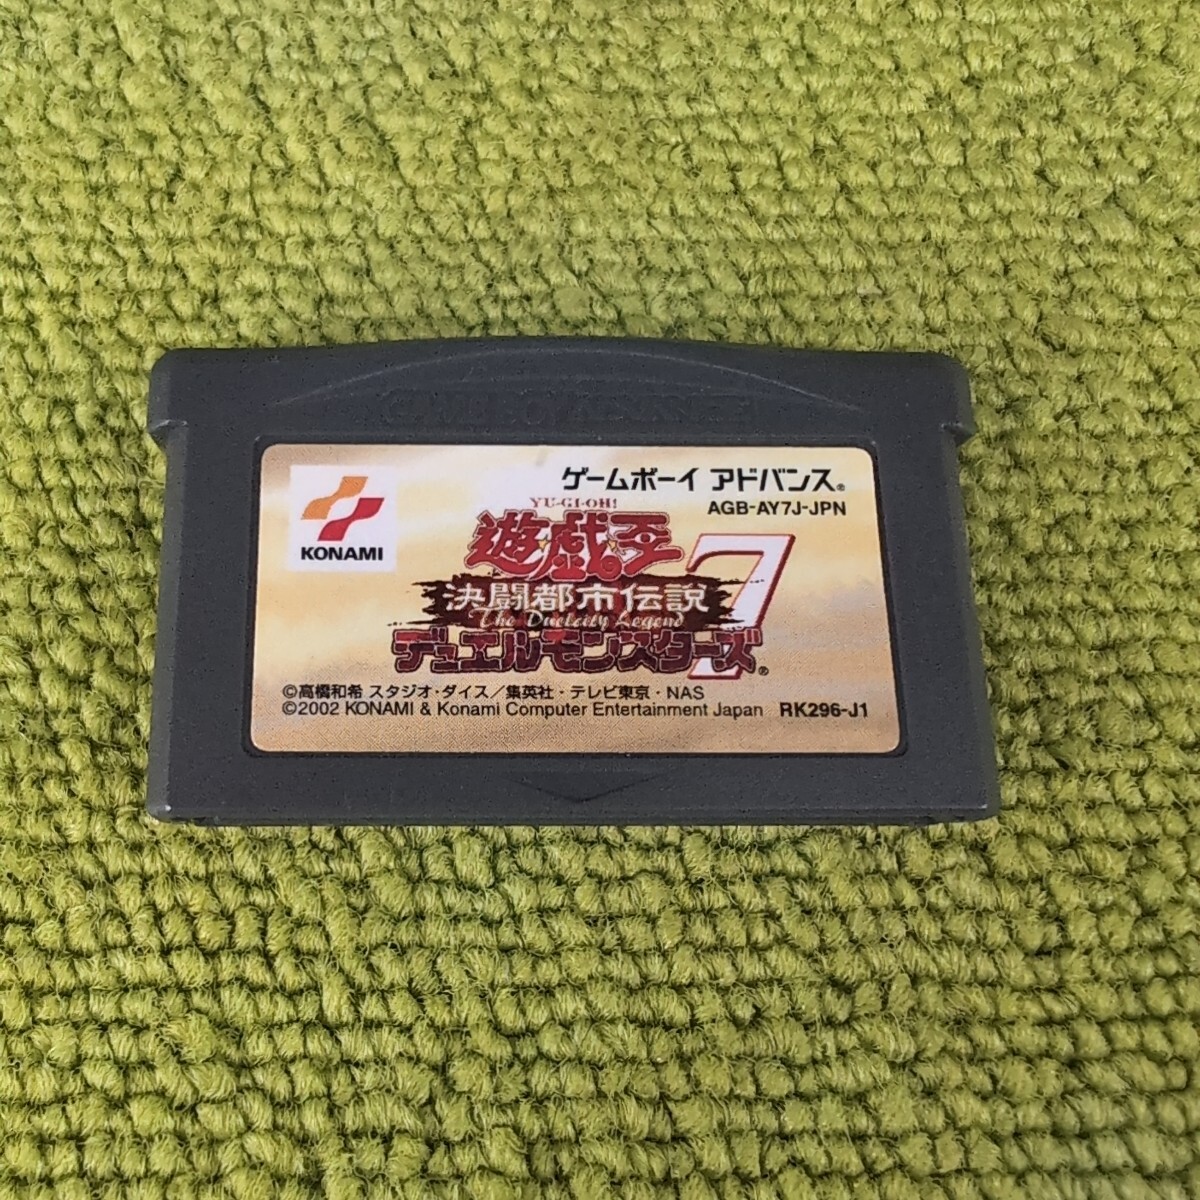 GAME BOY ADVANCE
ゲームボーイ アドバンス®
AGB-AY7J-JPN
KONAMI
YU-GI-OH!
遊戯王
7
決闘都市伝説
The Duelcity Legend
デュエルモンスターズ®
©高橋和希 スタジオ・ダイス／集英社・テレビ東京・NAS
©2002 KONAMI & Konami Computer Entertainment Japan RK296-J1